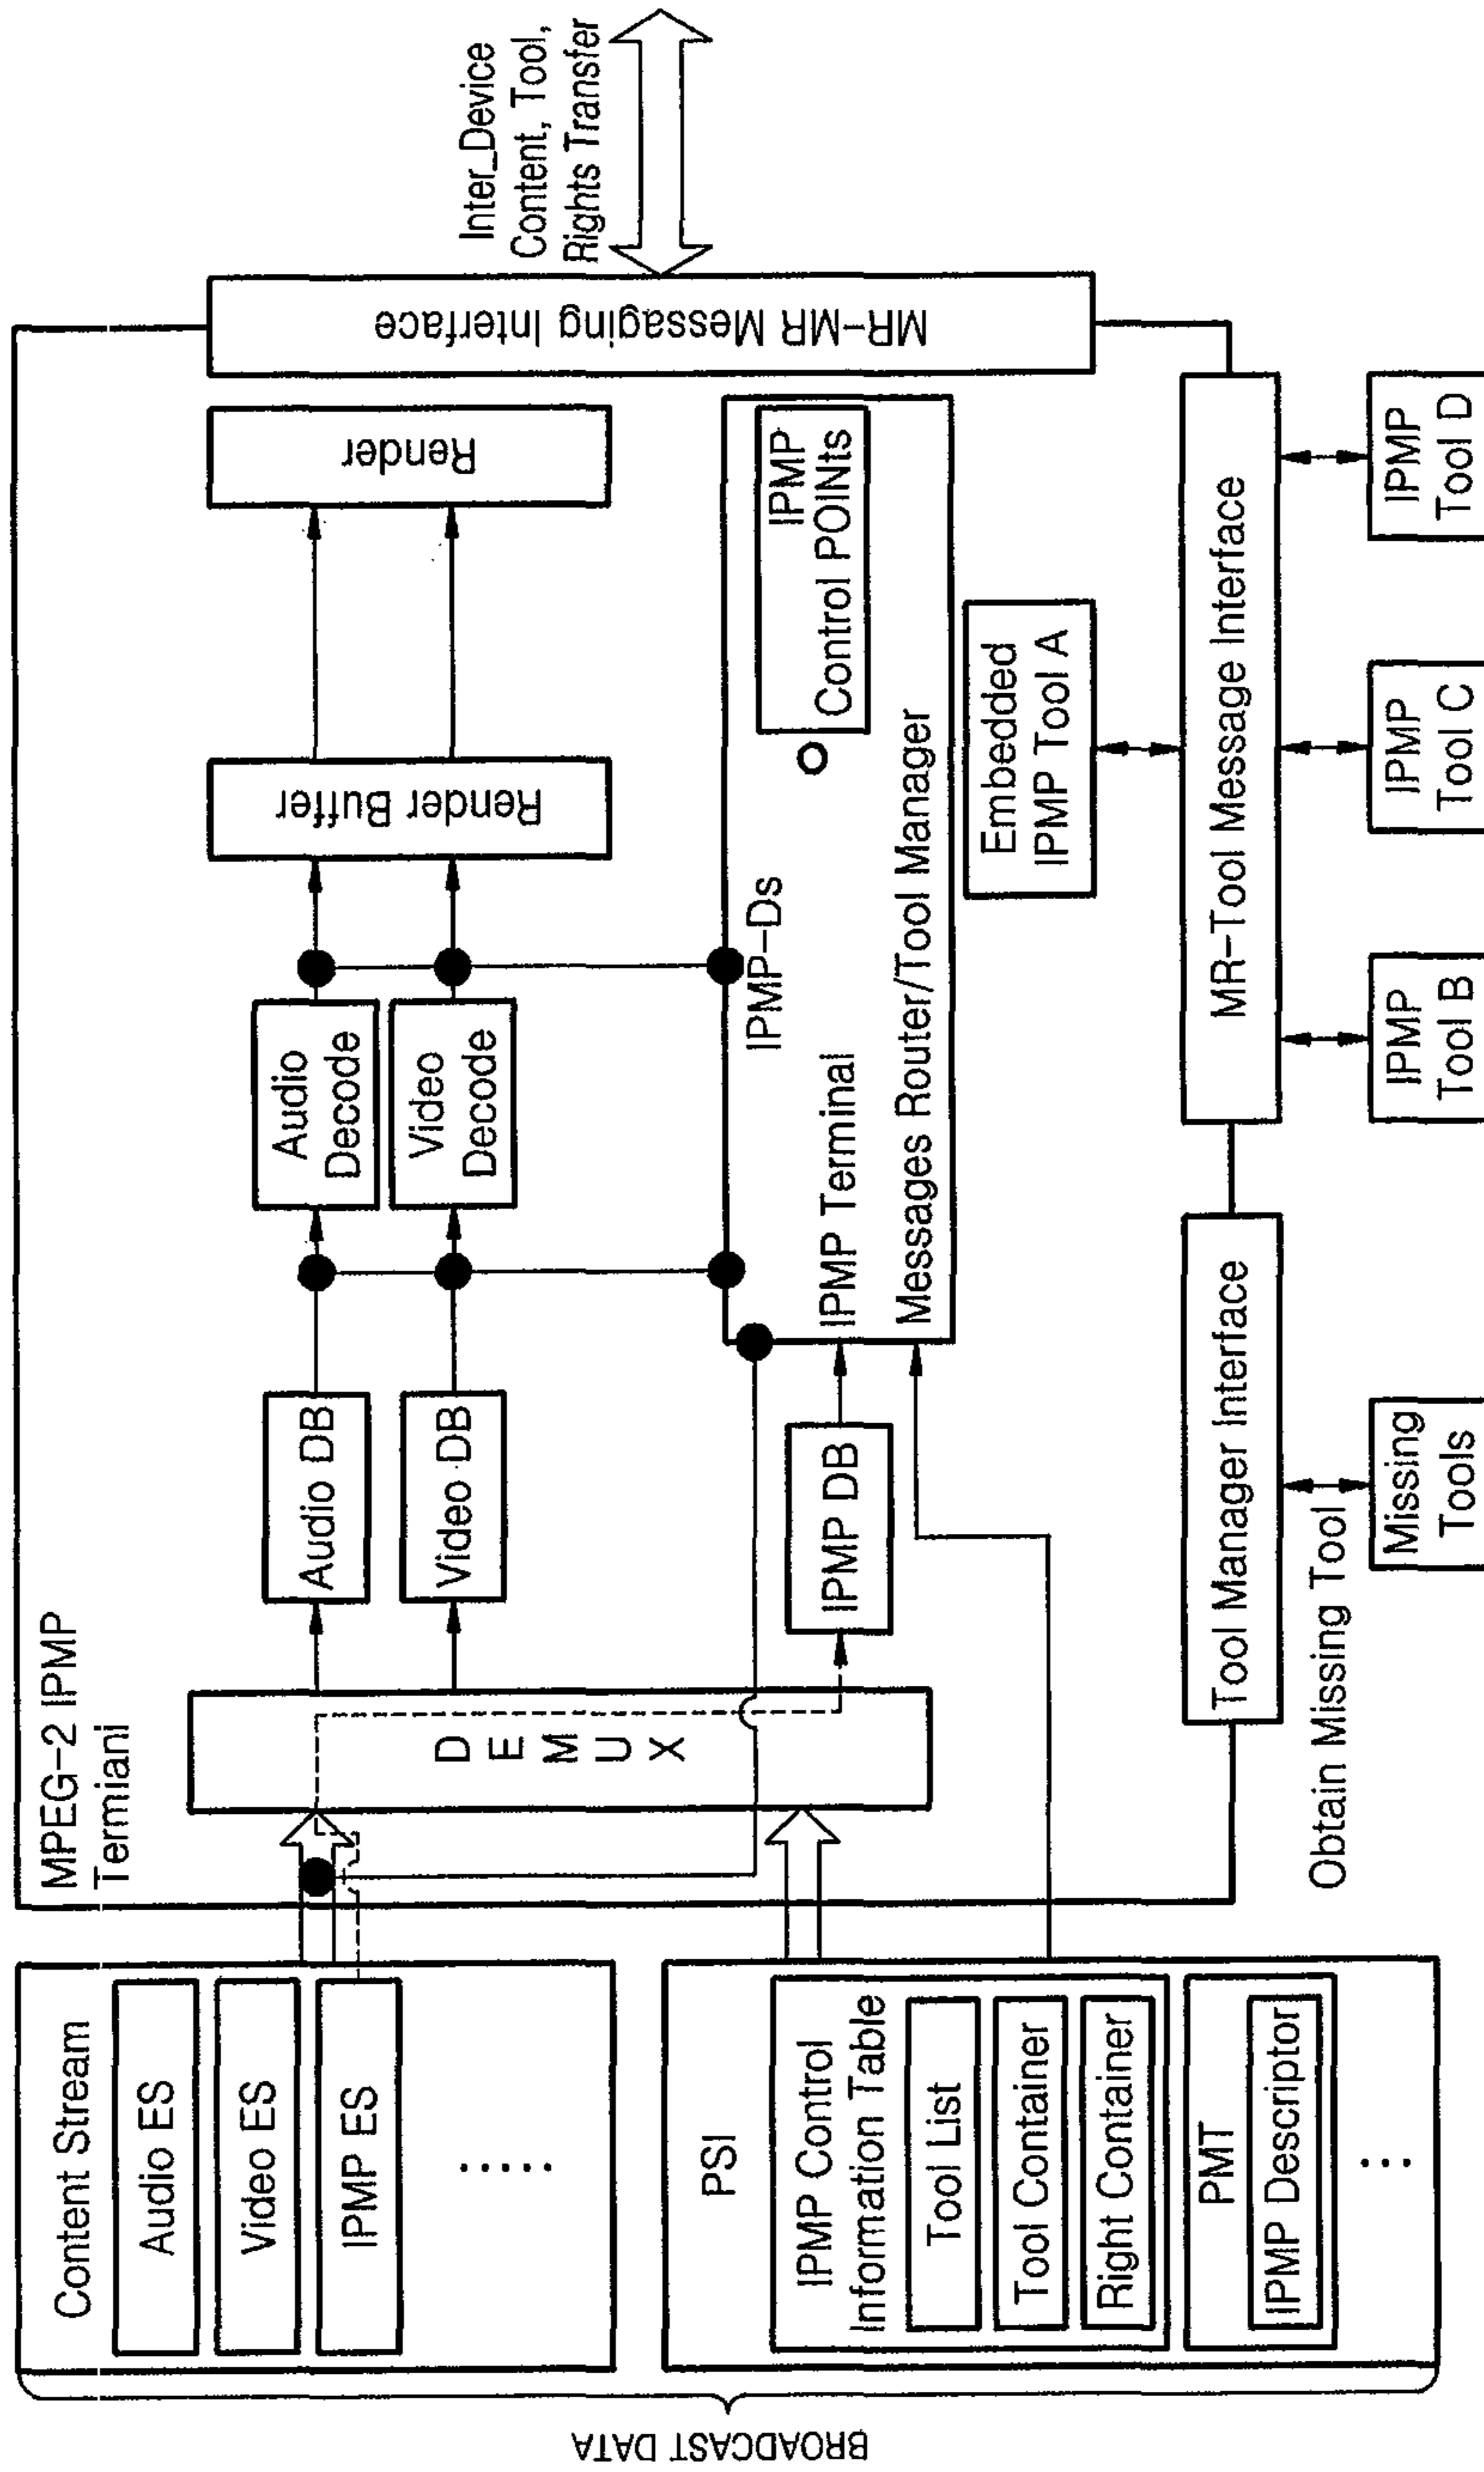 BROADCAST DATA
Content Stream
Audio ES
Video ES
IPMP ES
.....
PSI
IPMP Control
Information Table
Tool List
Tool Container
Right Container
PMT
IPMP Descriptor
...
MPEG-2 IPMP
Termianl
D
E
M
U
X
Audio DB
Video DB
IPMP DB
Audio
Decode
Video
Decode
Render Buffer
Render
IPMP-Ds
IPMP Terminal
Messages Router/Tool Manager
IPMP
Control POINts
Embedded
IPMP Tool A
MR-MR Messaging Interface
Inter_Device
Content, Tool,
Rights Transfer
Tool Manager Interface
MR-Tool Message Interface
Obtain Missing Tool
Missing
Tools
IPMP
Tool B
IPMP
Tool C
IPMP
Tool D